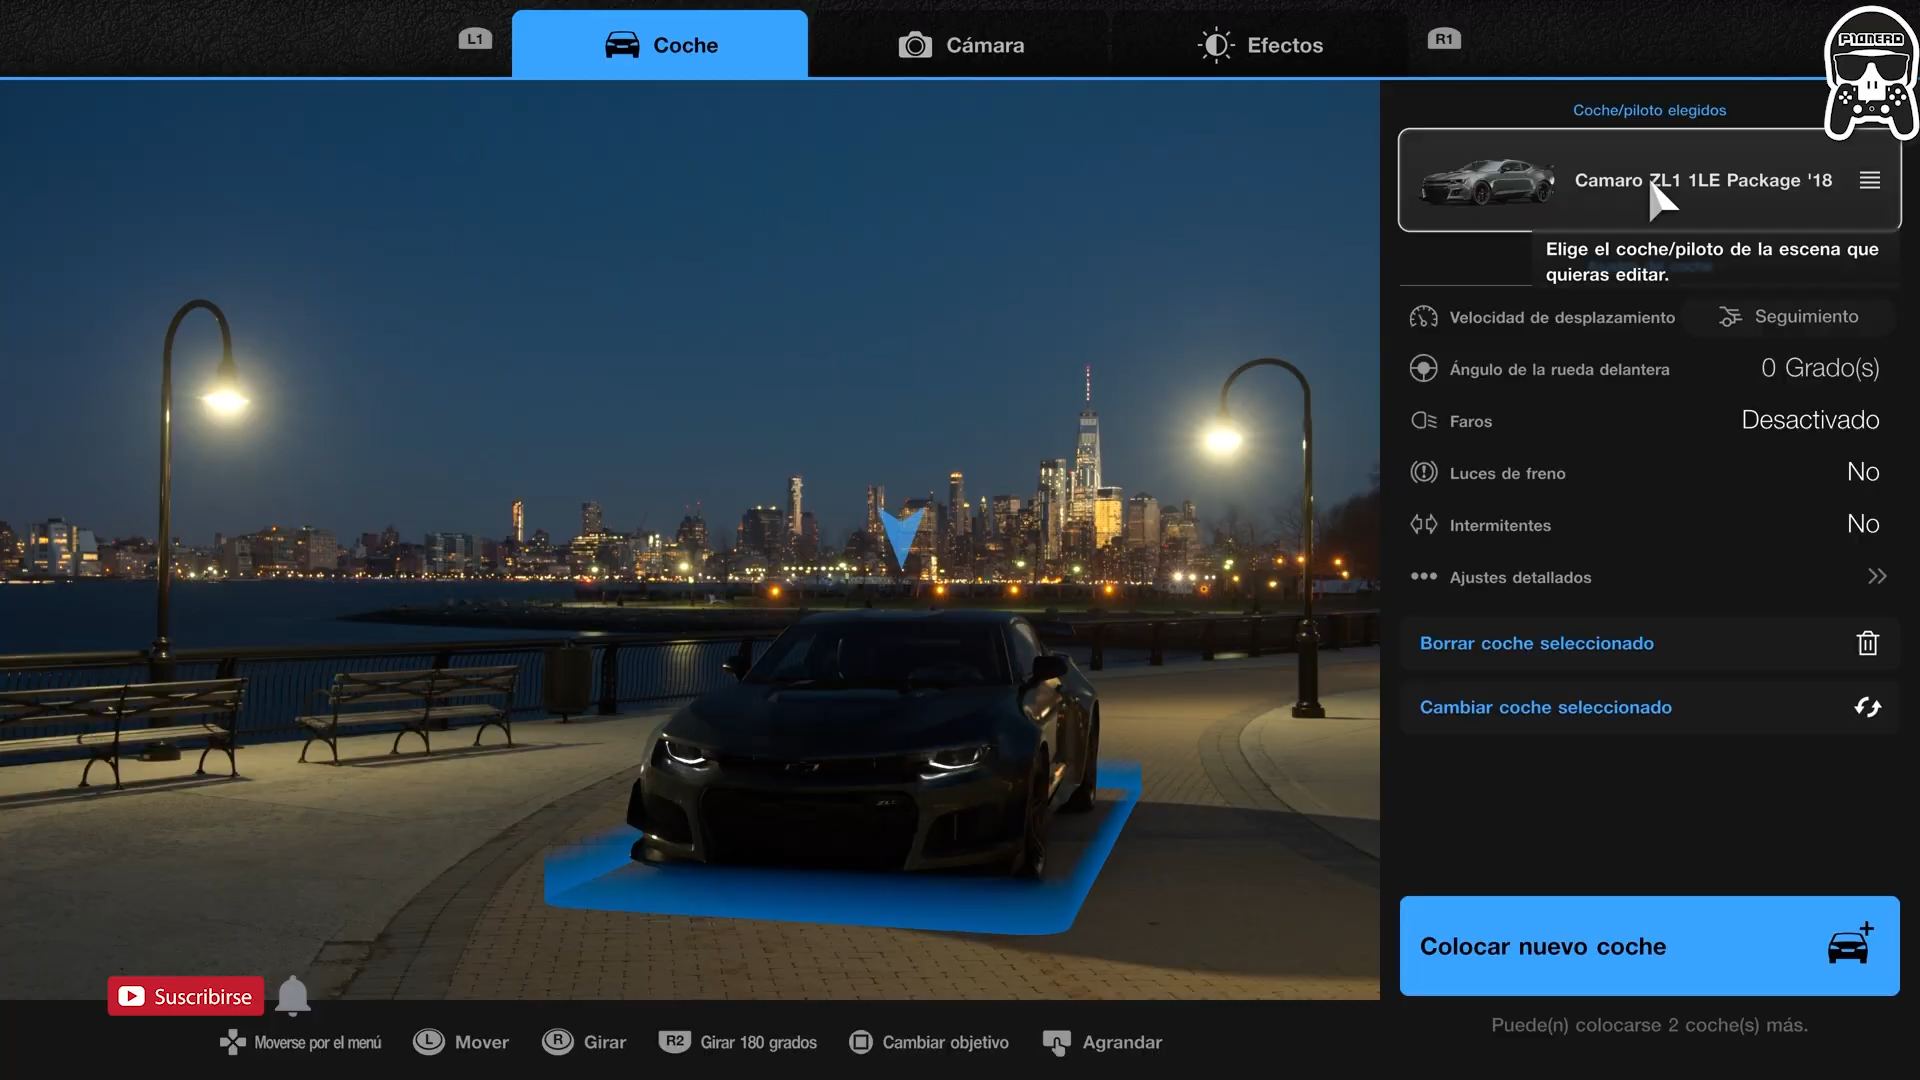 L1
Coche
Cámara
Efectos
R1
P1ONERD
Coche/piloto elegidos
Camaro ZL1 1LE Package '18
Elige el coche/piloto de la escena que
quieras editar.
Velocidad de desplazamiento
Seguimiento
Ángulo de la rueda delantera
0 Grado(s)
Faros
Desactivado
Luces de freno
No
Intermitentes
No
Ajustes detallados
Borrar coche seleccionado
Cambiar coche seleccionado
Colocar nuevo coche
Puede(n) colocarse 2 coche(s) más.
Suscribirse
Moverse por el menú
L Mover
R Girar
R2 Girar 180 grados
Cambiar objetivo
Agrandar